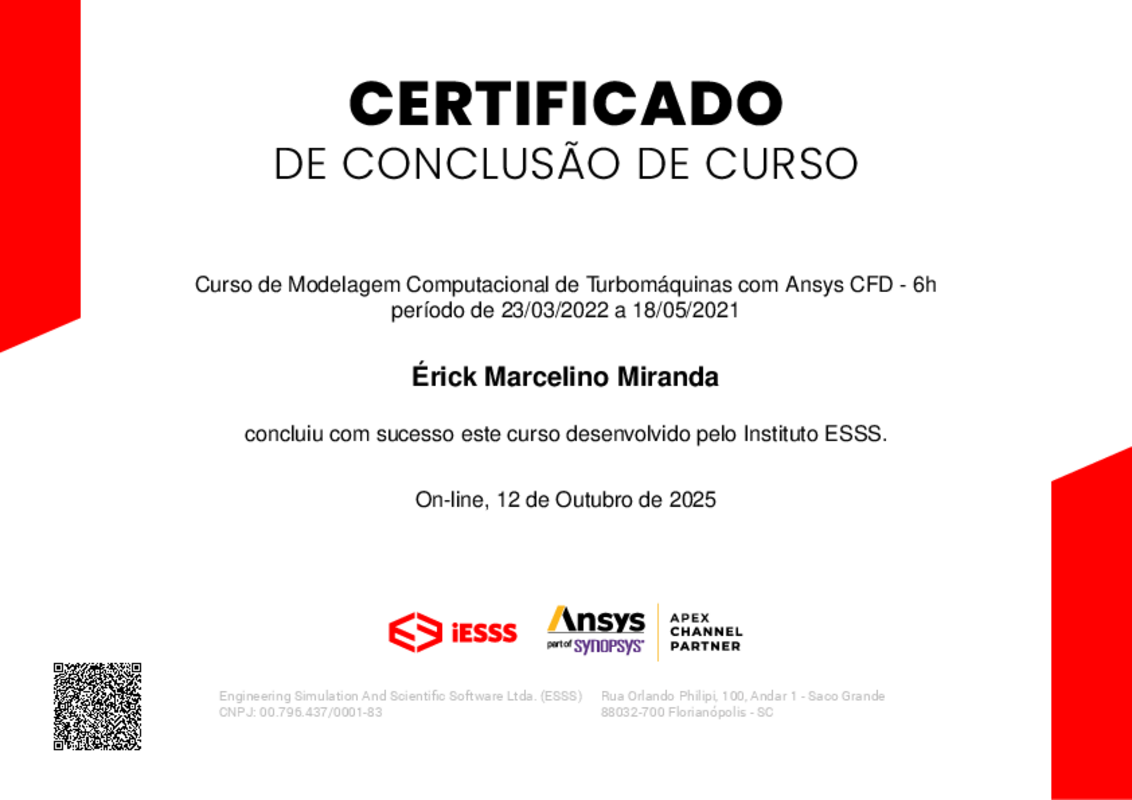 CERTIFICADO
DE CONCLUSÃO DE CURSO
Curso de Modelagem Computacional de Turbomáquinas com Ansys CFD - 6h
período de 23/03/2022 a 18/05/2021
Érick Marcelino Miranda
concluiu com sucesso este curso desenvolvido pelo Instituto ESSS.
On-line, 12 de Outubro de 2025
iESSS
Ansys
part of SYNOPSYS
APEX
CHANNEL
PARTNER
Engineering Simulation And Scientific Software Ltda. (ESSS)
CNPJ: 00.796.437/0001-83
Rua Orlando Philipi, 100, Andar 1 - Saco Grande
88032-700 Florianópolis - SC